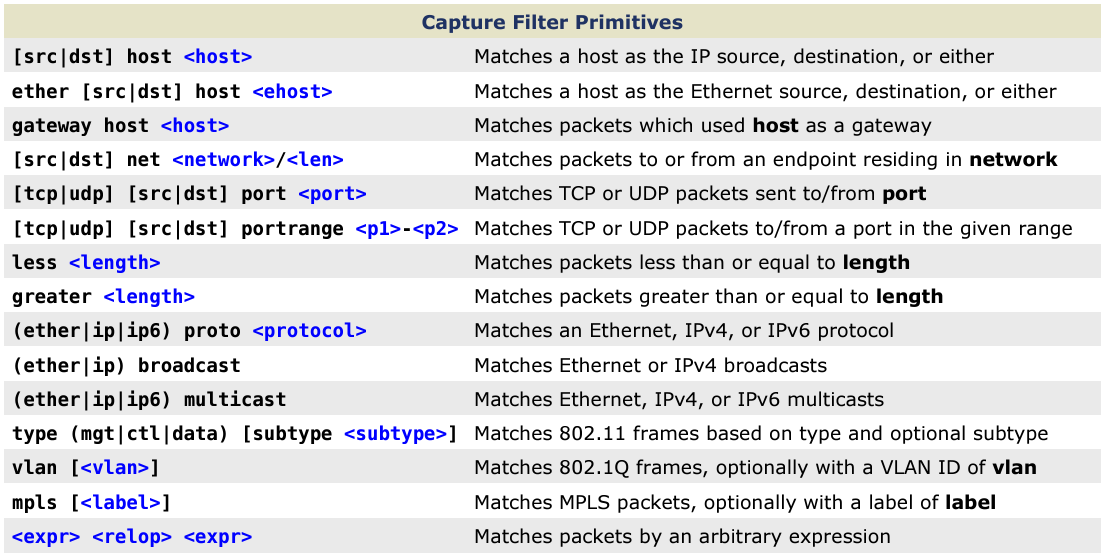 Capture Filter Primitives
[src|dst] host <host> Matches a host as the IP source, destination, or either
ether [src|dst] host <ehost> Matches a host as the Ethernet source, destination, or either
gateway host <host> Matches packets which used host as a gateway
[src|dst] net <network>/<len> Matches packets to or from an endpoint residing in network
[tcp|udp] [src|dst] port <port> Matches TCP or UDP packets sent to/from port
[tcp|udp] [src|dst] portrange <p1>-<p2> Matches TCP or UDP packets to/from a port in the given range
less <length> Matches packets less than or equal to length
greater <length> Matches packets greater than or equal to length
(ether|ip|ip6) proto <protocol> Matches an Ethernet, IPv4, or IPv6 protocol
(ether|ip) broadcast Matches Ethernet or IPv4 broadcasts
(ether|ip|ip6) multicast Matches Ethernet, IPv4, or IPv6 multicasts
type (mgt|ctl|data) [subtype <subtype>] Matches 802.11 frames based on type and optional subtype
vlan [<vlan>] Matches 802.1Q frames, optionally with a VLAN ID of vlan
mpls [<label>] Matches MPLS packets, optionally with a label of label
<expr> <relop> <expr> Matches packets by an arbitrary expression